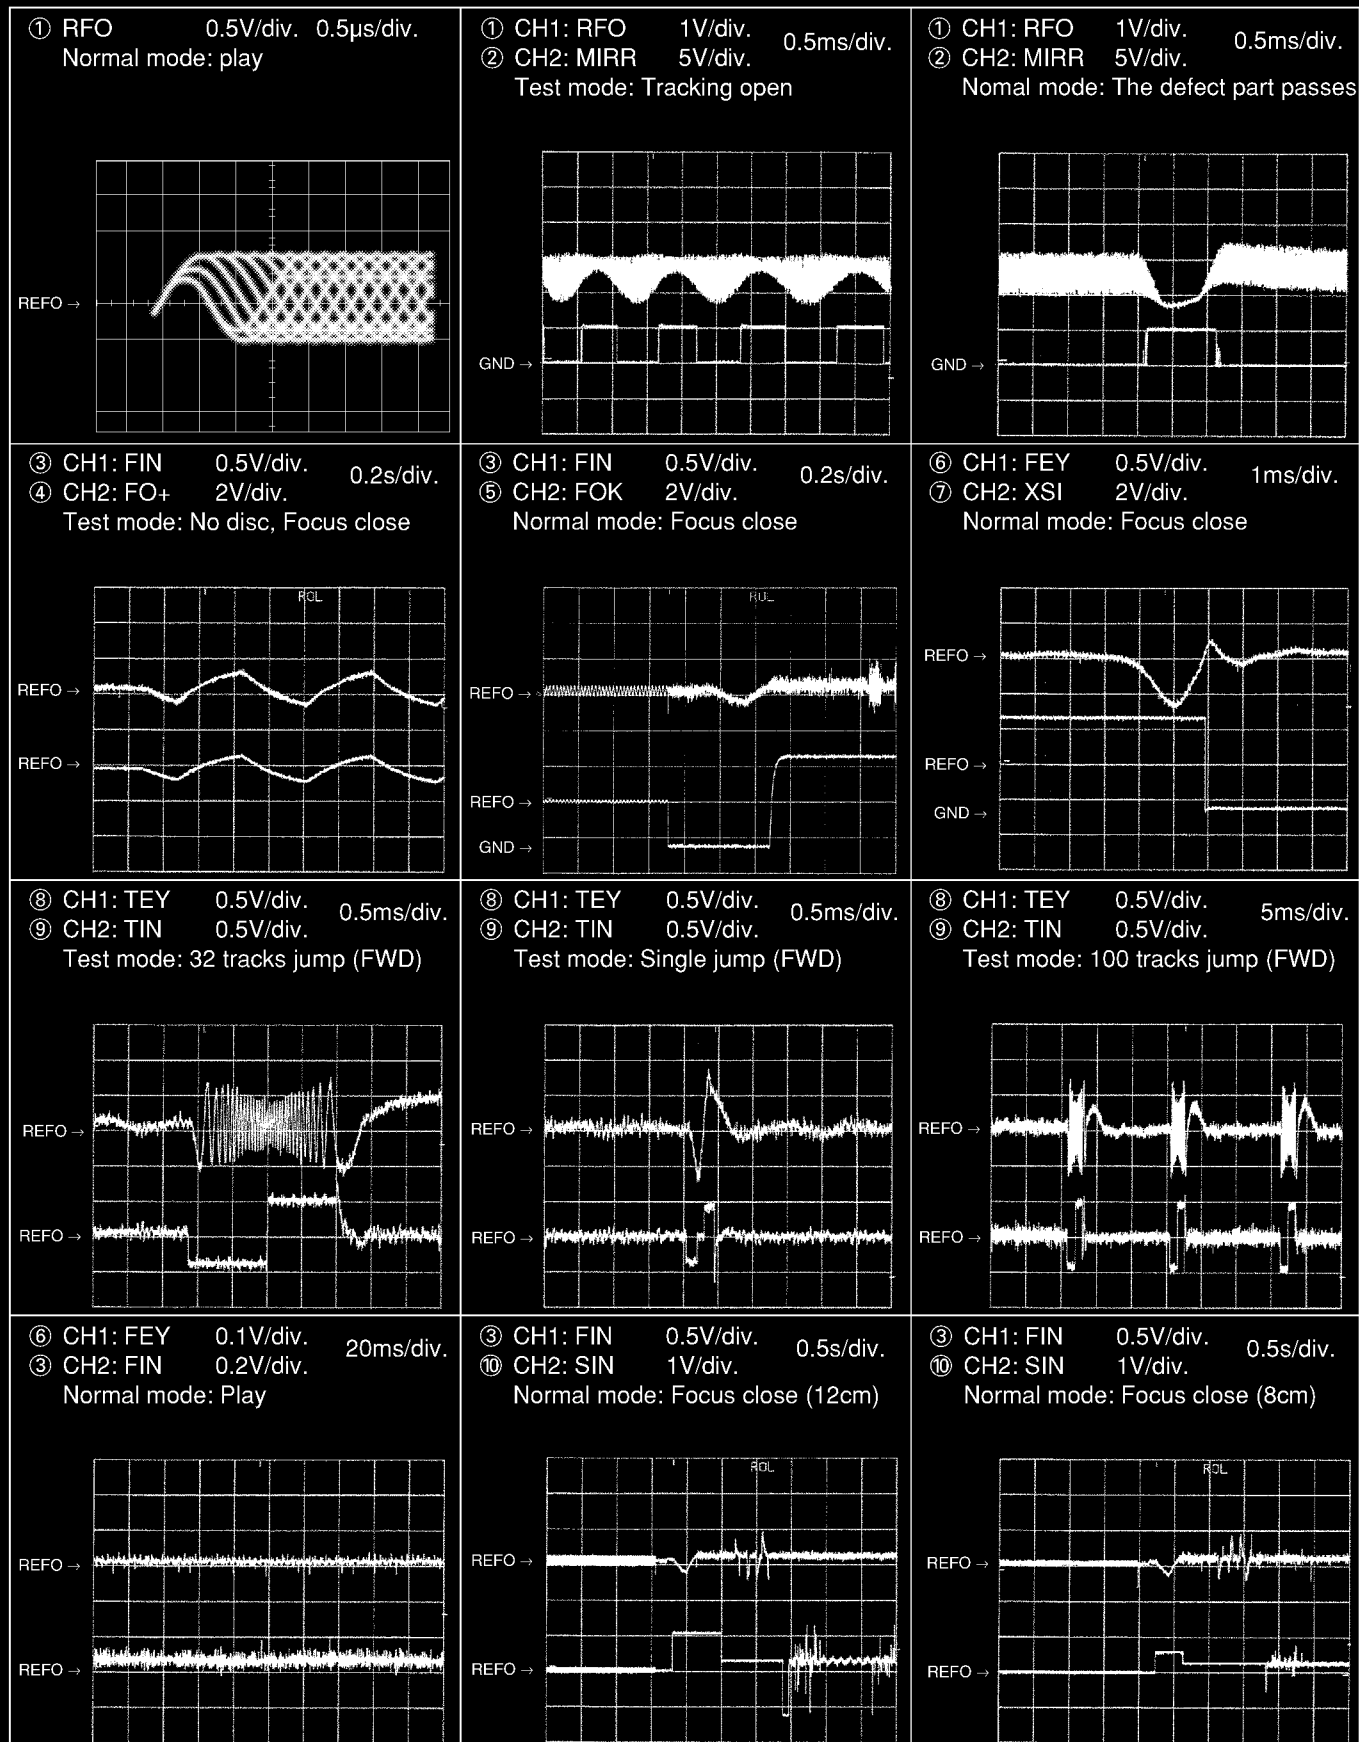 ① RFO 0.5V/div. 0.5µs/div.
Normal mode: play
REFO →
① CH1: RFO 1V/div. 0.5ms/div.
② CH2: MIRR 5V/div.
Test mode: Tracking open
GND →
① CH1: RFO 1V/div. 0.5ms/div.
② CH2: MIRR 5V/div.
Nomal mode: The defect part passes
GND →
③ CH1: FIN 0.5V/div. 0.2s/div.
④ CH2: FO+ 2V/div.
Test mode: No disc, Focus close
ROL
REFO →
REFO →
③ CH1: FIN 0.5V/div. 0.2s/div.
⑤ CH2: FOK 2V/div.
Normal mode: Focus close
ROL
REFO →
REFO →
GND →
⑥ CH1: FEY 0.5V/div. 1ms/div.
⑦ CH2: XSI 2V/div.
Normal mode: Focus close
REFO →
REFO →
GND →
⑧ CH1: TEY 0.5V/div. 0.5ms/div.
⑨ CH2: TIN 0.5V/div.
Test mode: 32 tracks jump (FWD)
REFO →
REFO →
⑧ CH1: TEY 0.5V/div. 0.5ms/div.
⑨ CH2: TIN 0.5V/div.
Test mode: Single jump (FWD)
REFO →
REFO →
⑧ CH1: TEY 0.5V/div. 5ms/div.
⑨ CH2: TIN 0.5V/div.
Test mode: 100 tracks jump (FWD)
REFO →
REFO →
⑥ CH1: FEY 0.1V/div. 20ms/div.
③ CH2: FIN 0.2V/div.
Normal mode: Play
REFO →
REFO →
③ CH1: FIN 0.5V/div. 0.5s/div.
⑩ CH2: SIN 1V/div.
Normal mode: Focus close (12cm)
ROL
REFO →
REFO →
③ CH1: FIN 0.5V/div. 0.5s/div.
⑩ CH2: SIN 1V/div.
Normal mode: Focus close (8cm)
ROL
REFO →
REFO →